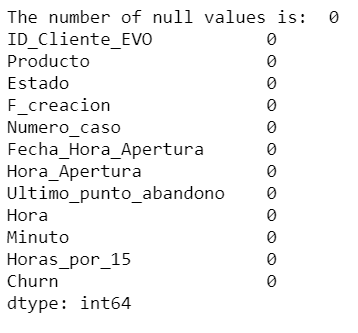 The number of null values is:  0
ID_Cliente_EVO           0
Producto                 0
Estado                   0
F_creacion               0
Numero_caso              0
Fecha_Hora_Apertura      0
Hora_Apertura            0
Ultimo_punto_abandono    0
Hora                     0
Minuto                   0
Horas_por_15             0
Churn                    0
dtype: int64